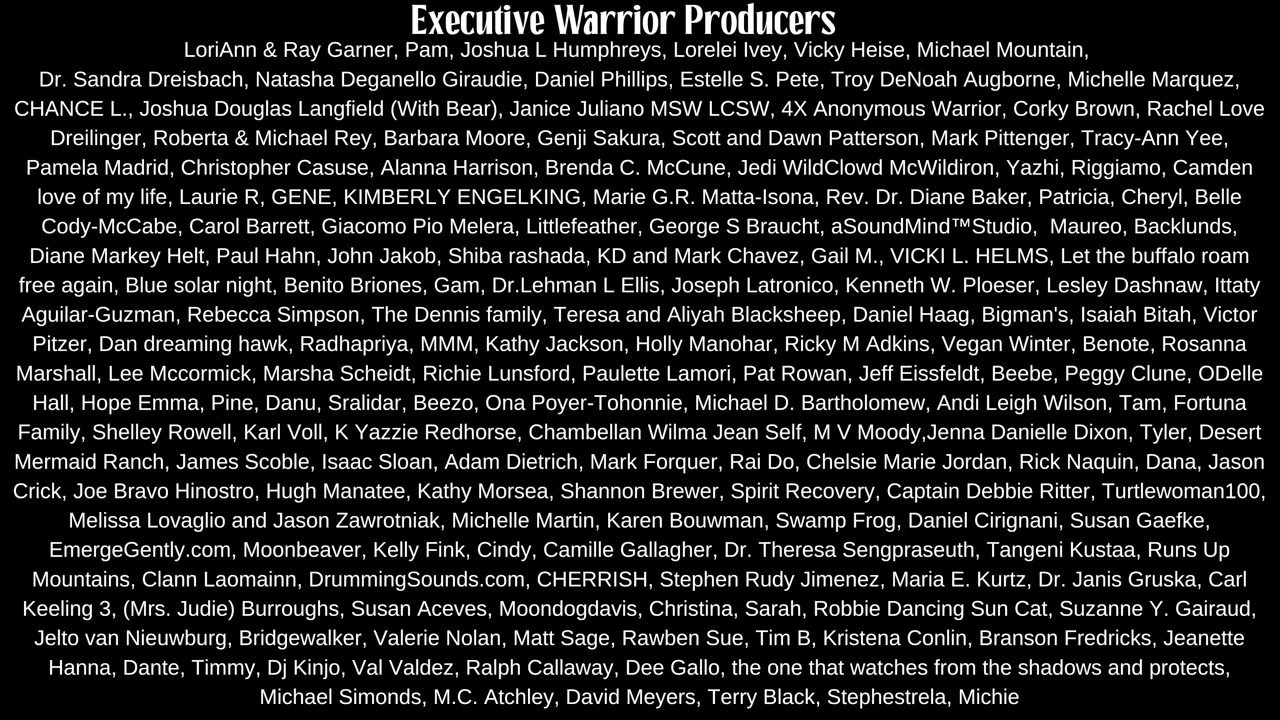 Executive Warrior Producers
LoriAnn & Ray Garner, Pam, Joshua L Humphreys, Lorelei Ivey, Vicky Heise, Michael Mountain,
Dr. Sandra Dreisbach, Natasha Deganello Giraudie, Daniel Phillips, Estelle S. Pete, Troy DeNoah Augborne, Michelle Marquez,
CHANCE L., Joshua Douglas Langfield (With Bear), Janice Juliano MSW LCSW, 4X Anonymous Warrior, Corky Brown, Rachel Love
Dreilinger, Roberta & Michael Rey, Barbara Moore, Genji Sakura, Scott and Dawn Patterson, Mark Pittenger, Tracy-Ann Yee,
Pamela Madrid, Christopher Casuse, Alanna Harrison, Brenda C. McCune, Jedi WildClowd McWildiron, Yazhi, Riggiamo, Camden
love of my life, Laurie R, GENE, KIMBERLY ENGELKING, Marie G.R. Matta-Isona, Rev. Dr. Diane Baker, Patricia, Cheryl, Belle
Cody-McCabe, Carol Barrett, Giacomo Pio Melera, Littlefeather, George S Braucht, aSoundMind™Studio,  Maureo, Backlunds,
Diane Markey Helt, Paul Hahn, John Jakob, Shiba rashada, KD and Mark Chavez, Gail M., VICKI L. HELMS, Let the buffalo roam
free again, Blue solar night, Benito Briones, Gam, Dr.Lehman L Ellis, Joseph Latronico, Kenneth W. Ploeser, Lesley Dashnaw, Ittaty
Aguilar-Guzman, Rebecca Simpson, The Dennis family, Teresa and Aliyah Blacksheep, Daniel Haag, Bigman's, Isaiah Bitah, Victor
Pitzer, Dan dreaming hawk, Radhapriya, MMM, Kathy Jackson, Holly Manohar, Ricky M Adkins, Vegan Winter, Benote, Rosanna
Marshall, Lee Mccormick, Marsha Scheidt, Richie Lunsford, Paulette Lamori, Pat Rowan, Jeff Eissfeldt, Beebe, Peggy Clune, ODelle
Hall, Hope Emma, Pine, Danu, Sralidar, Beezo, Ona Poyer-Tohonnie, Michael D. Bartholomew, Andi Leigh Wilson, Tam, Fortuna
Family, Shelley Rowell, Karl Voll, K Yazzie Redhorse, Chambellan Wilma Jean Self, M V Moody,Jenna Danielle Dixon, Tyler, Desert
Mermaid Ranch, James Scoble, Isaac Sloan, Adam Dietrich, Mark Forquer, Rai Do, Chelsie Marie Jordan, Rick Naquin, Dana, Jason
Crick, Joe Bravo Hinostro, Hugh Manatee, Kathy Morsea, Shannon Brewer, Spirit Recovery, Captain Debbie Ritter, Turtlewoman100,
Melissa Lovaglio and Jason Zawrotniak, Michelle Martin, Karen Bouwman, Swamp Frog, Daniel Cirignani, Susan Gaefke,
EmergeGently.com, Moonbeaver, Kelly Fink, Cindy, Camille Gallagher, Dr. Theresa Sengpraseuth, Tangeni Kustaa, Runs Up
Mountains, Clann Laomainn, DrummingSounds.com, CHERRISH, Stephen Rudy Jimenez, Maria E. Kurtz, Dr. Janis Gruska, Carl
Keeling 3, (Mrs. Judie) Burroughs, Susan Aceves, Moondogdavis, Christina, Sarah, Robbie Dancing Sun Cat, Suzanne Y. Gairaud,
Jelto van Nieuwburg, Bridgewalker, Valerie Nolan, Matt Sage, Rawben Sue, Tim B, Kristena Conlin, Branson Fredricks, Jeanette
Hanna, Dante, Timmy, Dj Kinjo, Val Valdez, Ralph Callaway, Dee Gallo, the one that watches from the shadows and protects,
Michael Simonds, M.C. Atchley, David Meyers, Terry Black, Stephestrela, Michie